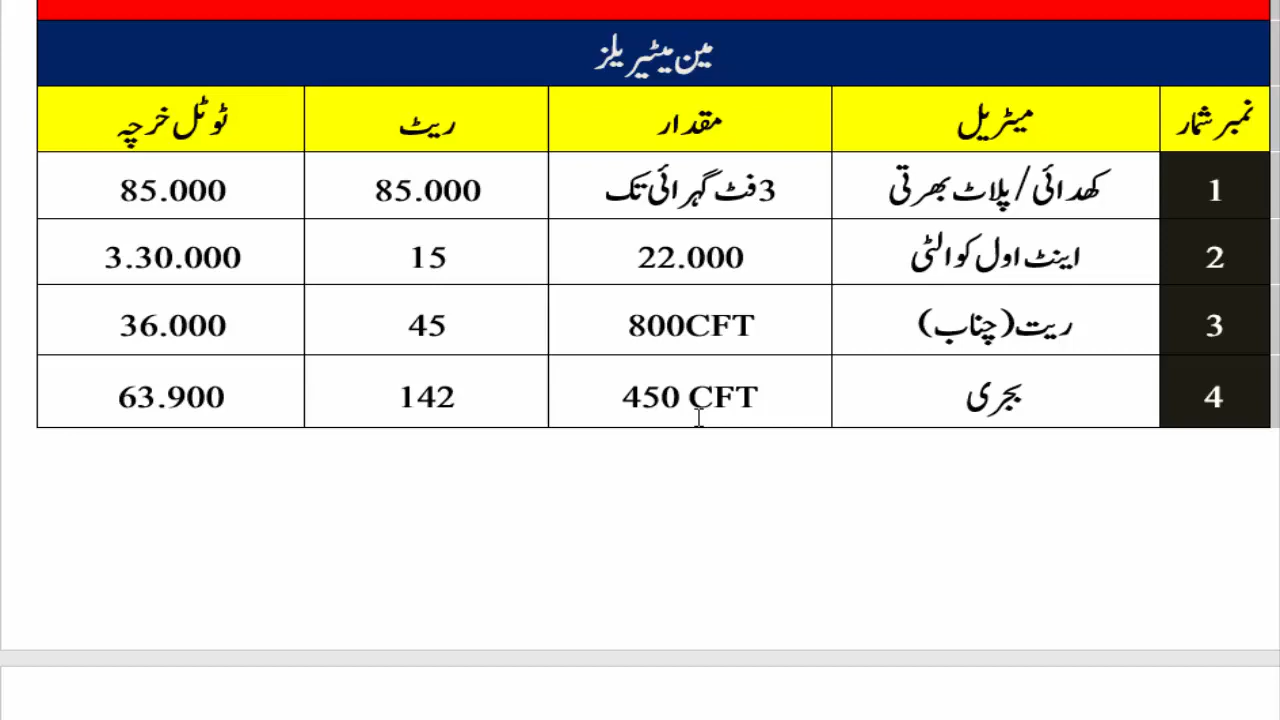 مین میٹیریلز
نمبر شمار میٹریل مقدار ریٹ ٹوٹل خرچہ
1 کھدائی/پلاٹ بھرتی 3فٹ گہرائی تک 85.000 85.000
2 اینٹ اول کوالٹی 22.000 15 3.30.000
3 ریت(چناب) 800CFT 45 36.000
4 بجری 450 CFT 142 63.900